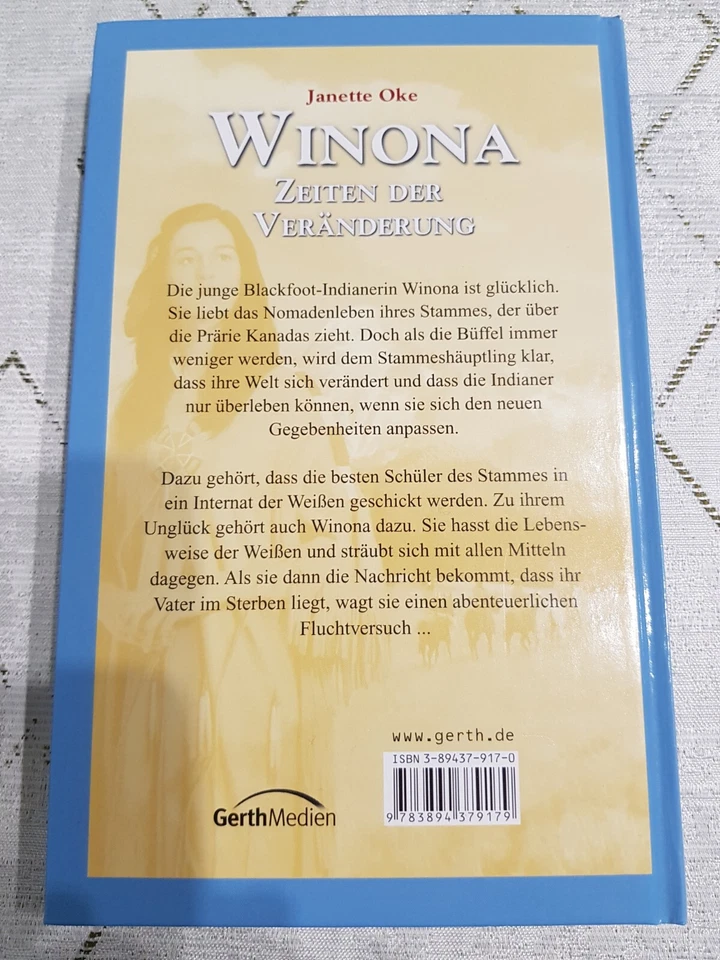 Janette Oke
WINONA
ZEITEN DER
VERÄNDERUNG
Die junge Blackfoot-Indianerin Winona ist glücklich.
Sie liebt das Nomadenleben ihres Stammes, der über
die Prärie Kanadas zieht. Doch als die Büffel immer
weniger werden, wird dem Stammeshäuptling klar,
dass ihre Welt sich verändert und dass die Indianer
nur überleben können, wenn sie sich den neuen
Gegebenheiten anpassen.
Dazu gehört, dass die besten Schüler des Stammes in
ein Internat der Weißen geschickt werden. Zu ihrem
Unglück gehört auch Winona dazu. Sie hasst die Lebens-
weise der Weißen und sträubt sich mit allen Mitteln
dagegen. Als sie dann die Nachricht bekommt, dass ihr
Vater im Sterben liegt, wagt sie einen abenteuerlichen
Fluchtversuch ...
www.gerth.de
ISBN 3-89437-917-0
9 783894 379179
GerthMedien